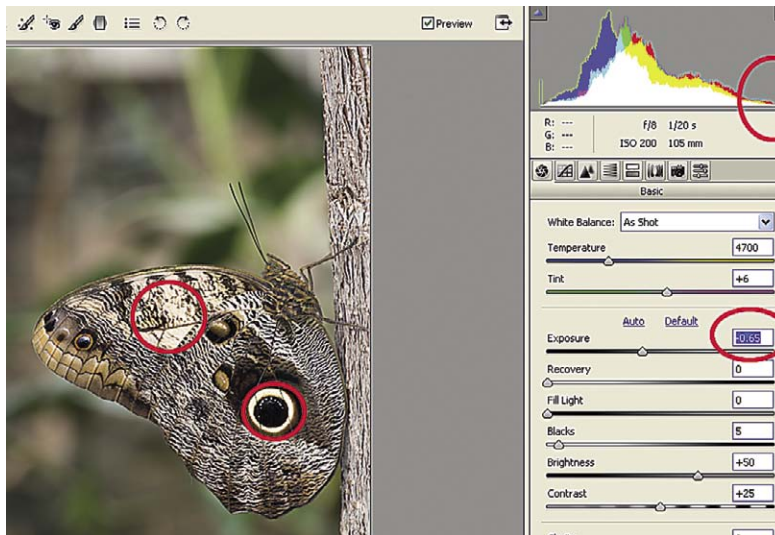 Preview
R: ---
G: ---
B: ---
f/8 1/20 s
ISO 200 105 mm
Basic
White Balance: As Shot
Temperature 4700
Tint +6
Auto Default
Exposure -0.65
Recovery 0
Fill Light 0
Blacks 5
Brightness +50
Contrast +25